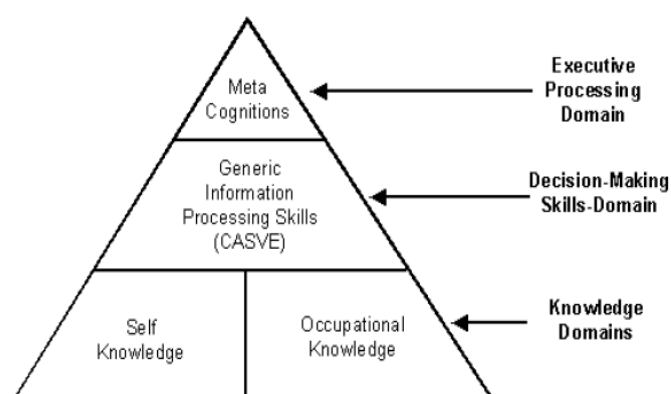 Meta
Cognitions
Executive
Processing
Domain
Generic
Information
Processing Skills
(CASVE)
Decision-Making
Skills-Domain
Self
Knowledge
Occupational
Knowledge
Knowledge
Domains